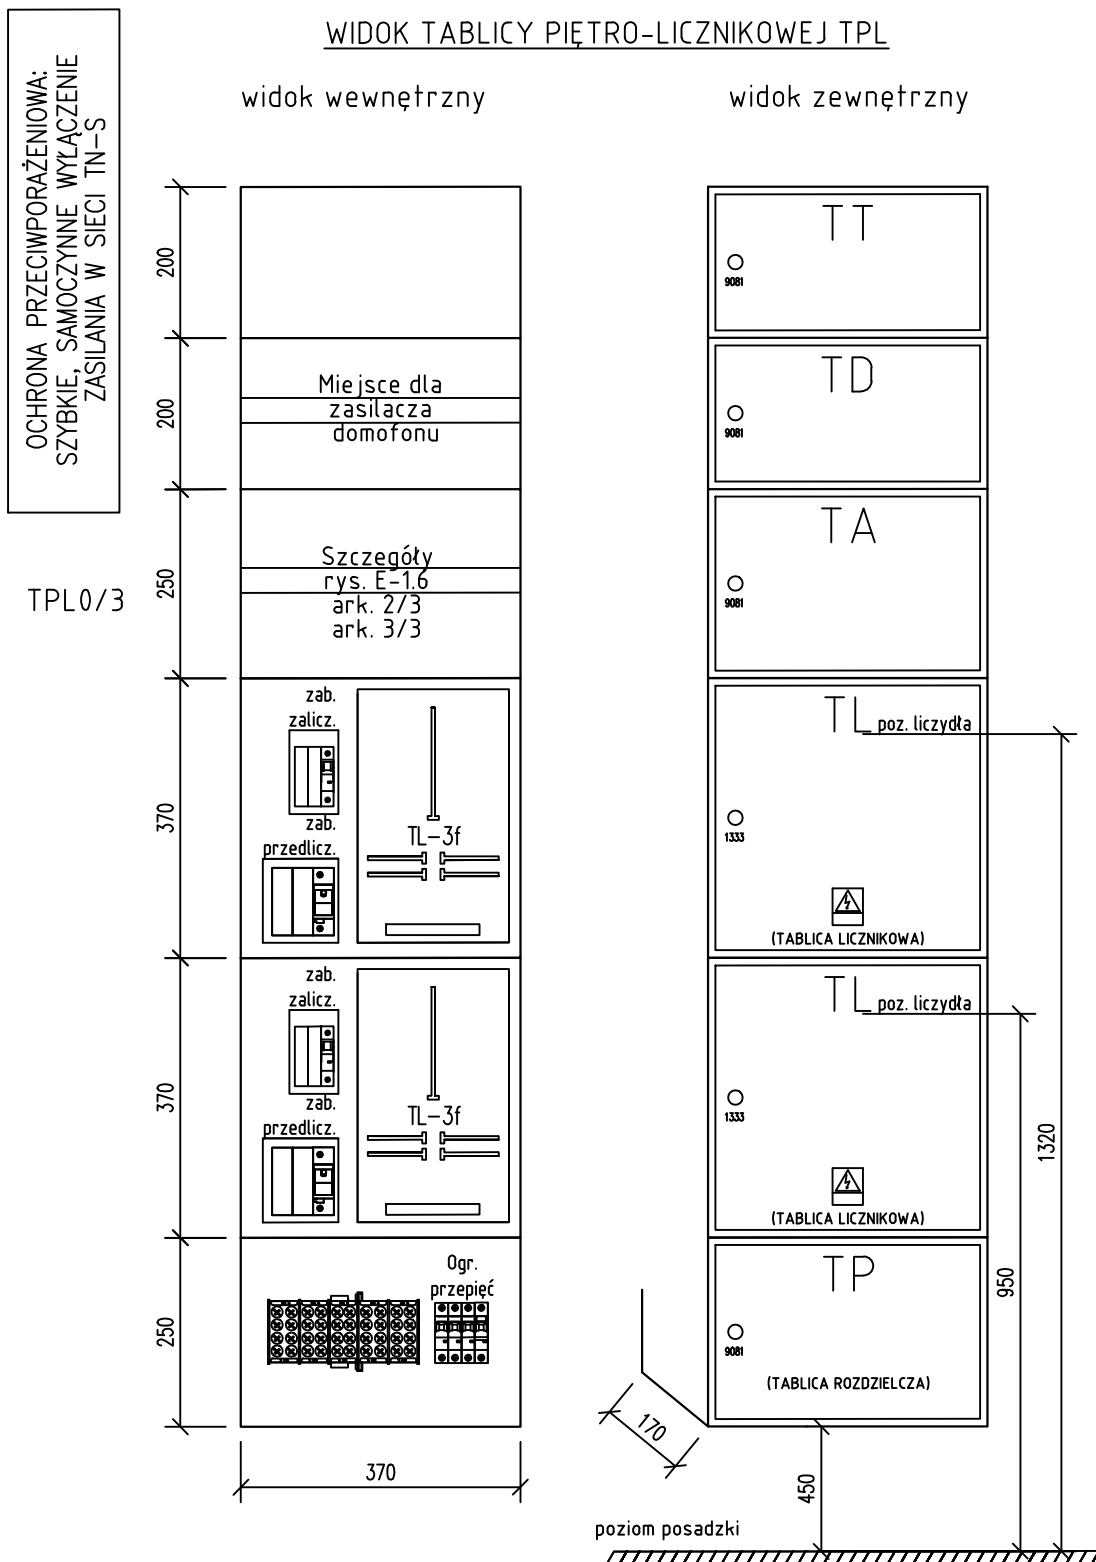 WIDOK TABLICY PIĘTRO-LICZNIKOWEJ TPL
OCHRONA PRZECIWPORAŻENIOWA:
SZYBKIE, SAMOCZYNNE WYŁĄCZENIE
ZASILANIA W SIECI TN-S
TPL0/3
widok wewnętrzny
200
200
250
370
370
250
Miejsce dla
zasilacza
domofonu
Szczegóły
rys. E-1.6
ark. 2/3
ark. 3/3
zab.
zalicz.
zab.
przedlicz.
TL-3f
zab.
zalicz.
zab.
przedlicz.
TL-3f
Ogr.
przepięć
370
widok zewnętrzny
TT
9081
TD
9081
TA
9081
TL
poz. liczydła
1333
(TABLICA LICZNIKOWA)
TL
poz. liczydła
1333
(TABLICA LICZNIKOWA)
TP
9081
(TABLICA ROZDZIELCZA)
170
450
950
1320
poziom posadzki